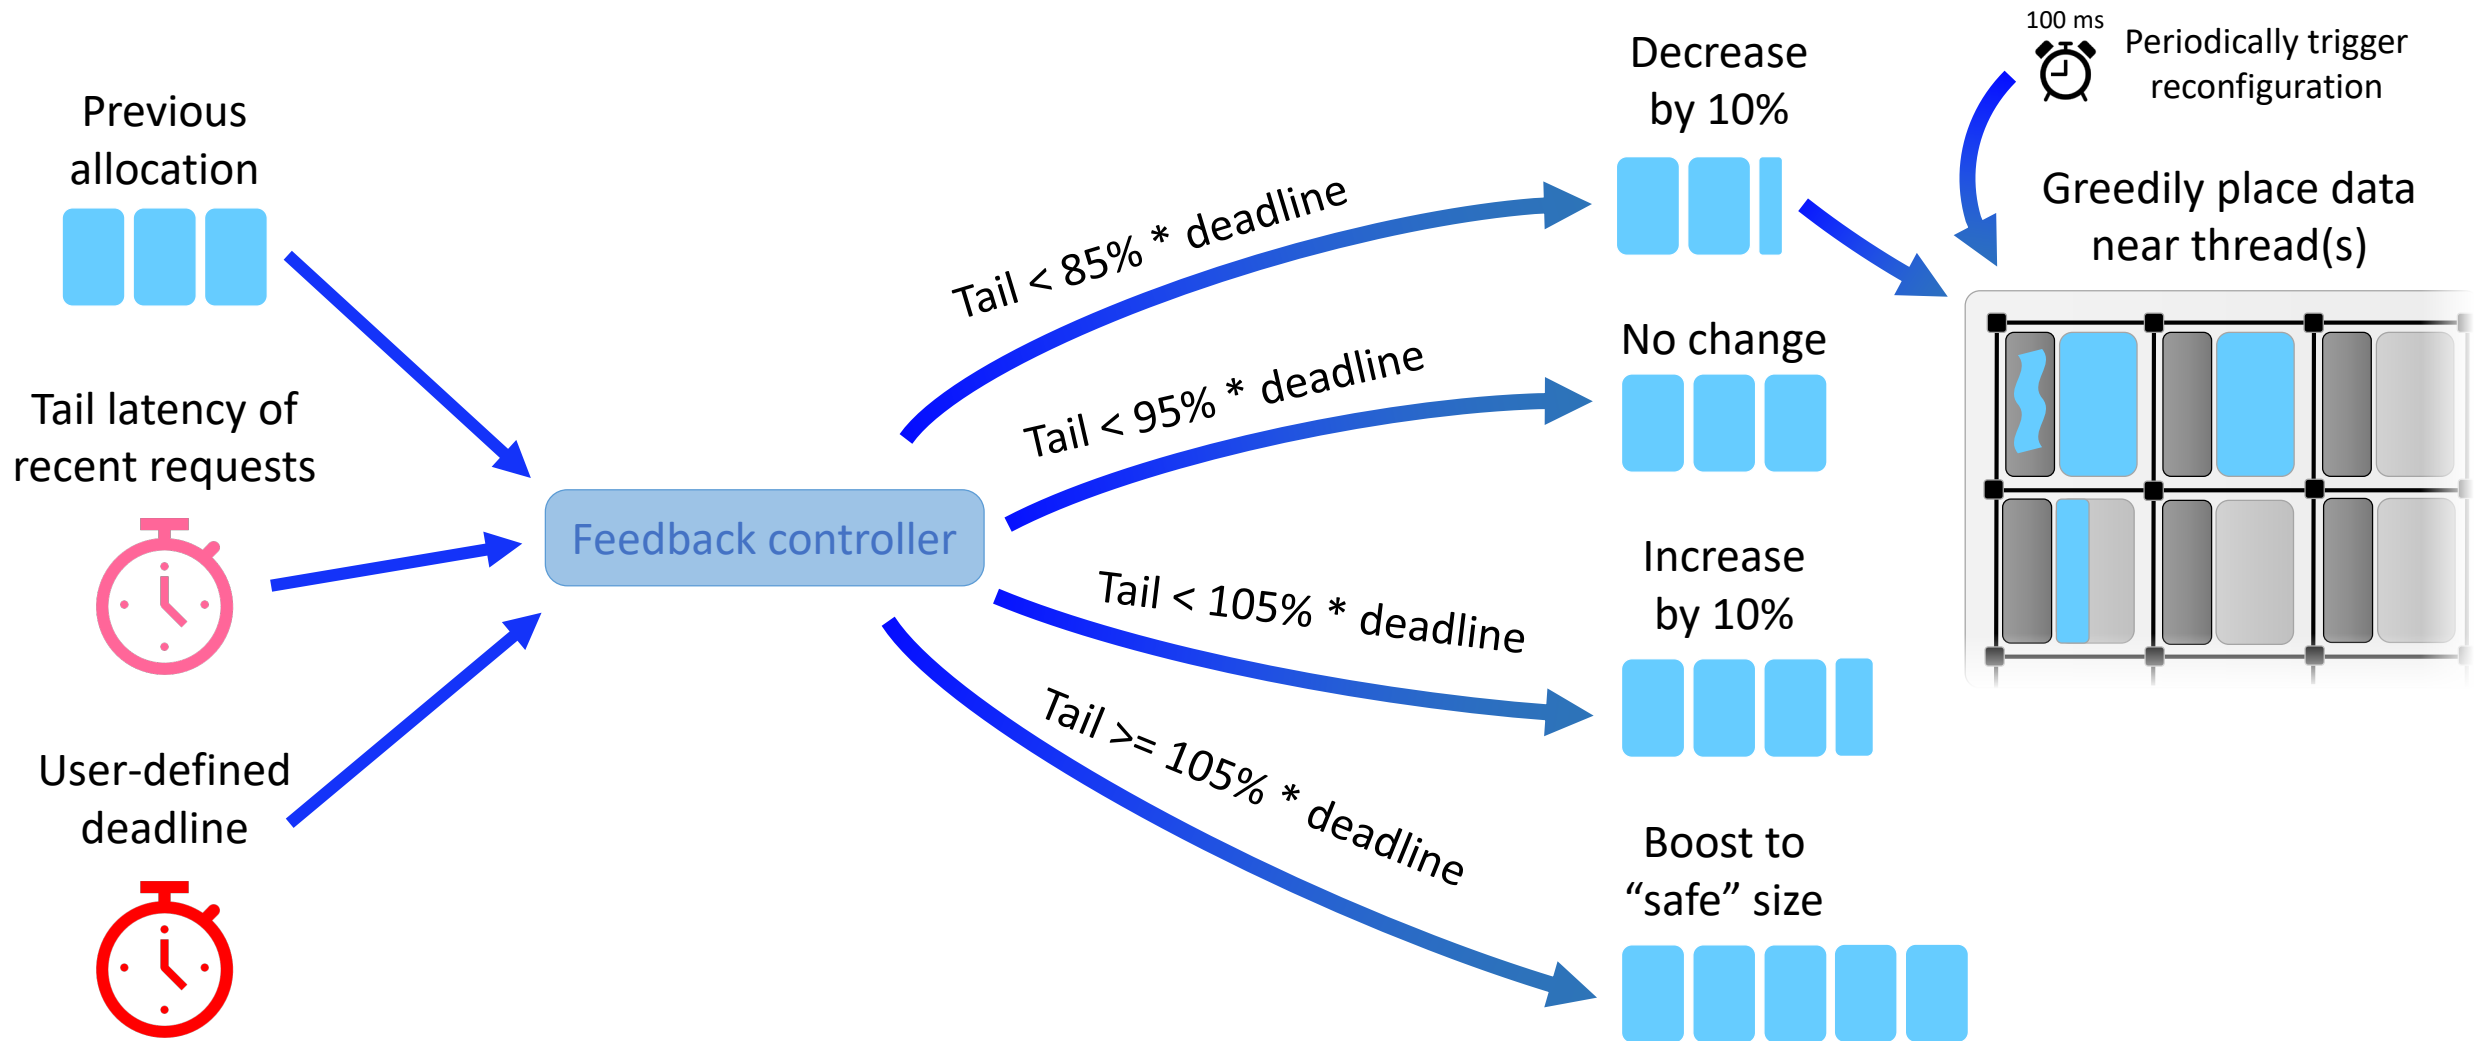 Previous
allocation
Tail latency of
recent requests
User-defined
deadline
Feedback controller
Tail < 85% * deadline
Tail < 95% * deadline
Tail < 105% * deadline
Tail >= 105% * deadline
Decrease
by 10%
No change
Increase
by 10%
Boost to
“safe” size
100 ms
Periodically trigger
reconfiguration
Greedily place data
near thread(s)